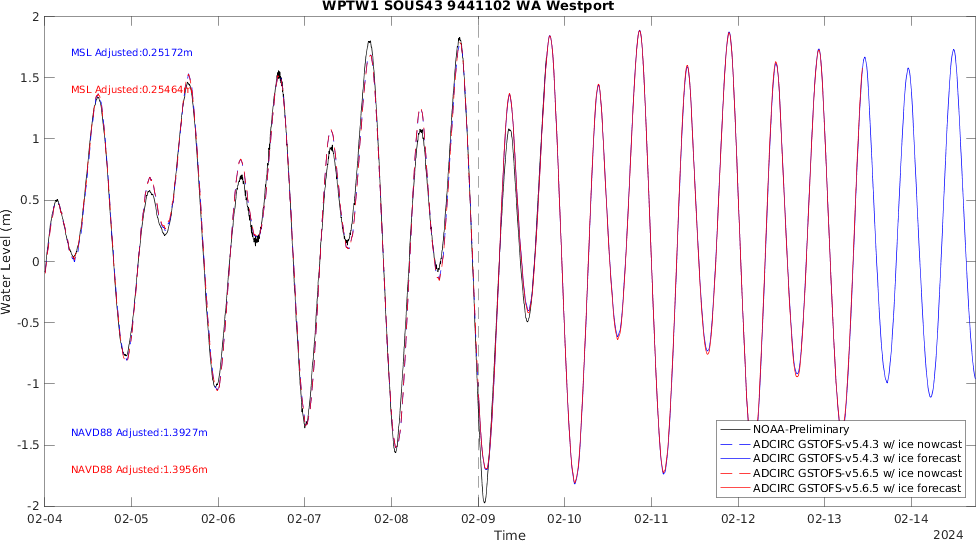 WPTW1 SOUS43 9441102 WA Westport
2
1.5
1
0.5
0
-0.5
-1
-1.5
-2
Water Level (m)
MSL Adjusted:0.25172m
MSL Adjusted:0.25464m
NAVD88 Adjusted:1.3927m
NAVD88 Adjusted:1.3956m
NOAA-Preliminary
ADCIRC GSTOFS-v5.4.3 w/ ice nowcast
ADCIRC GSTOFS-v5.4.3 w/ ice forecast
ADCIRC GSTOFS-v5.6.5 w/ ice nowcast
ADCIRC GSTOFS-v5.6.5 w/ ice forecast
02-04 02-05 02-06 02-07 02-08 02-09 02-10 02-11 02-12 02-13 02-14
Time
2024